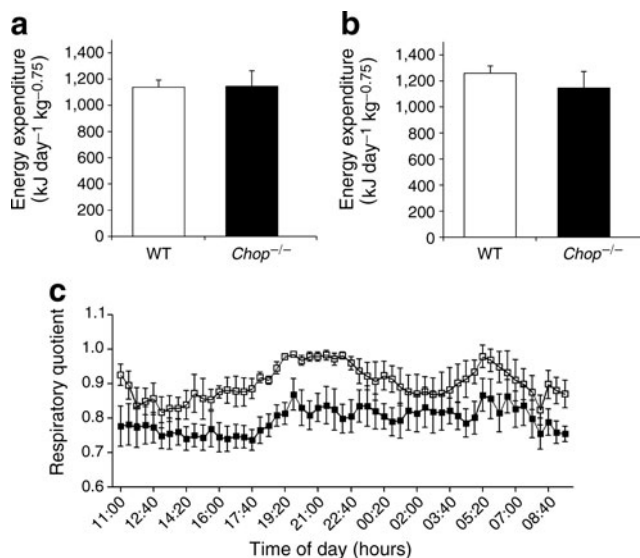 a
Energy expenditure
(kJ day⁻¹ kg⁻⁰·⁷⁵)
1,400
1,200
1,000
800
600
400
200
0
WT
Chop⁻/⁻
b
Energy expenditure
(kJ day⁻¹ kg⁻⁰·⁷⁵)
1,400
1,200
1,000
800
600
400
200
0
WT
Chop⁻/⁻
c
Respiratory quotient
1.1
1.0
0.9
0.8
0.7
0.6
11:00
12:40
14:20
16:00
17:40
19:20
21:00
22:40
00:20
02:00
03:40
05:20
07:00
08:40
Time of day (hours)